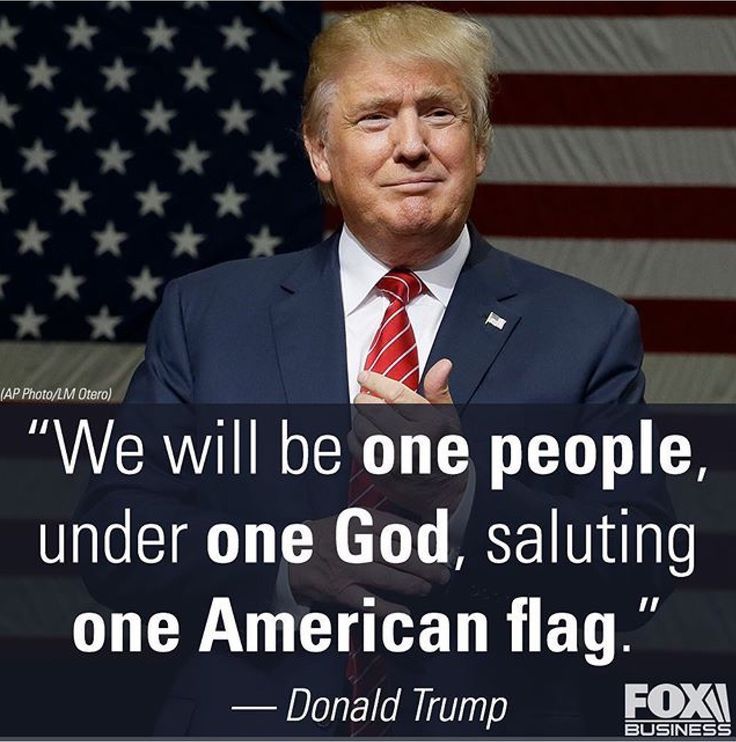 (AP Photo/LM Otero)
“We will be one people,
under one God, saluting
one American flag.”
— Donald Trump
FOX
BUSINESS